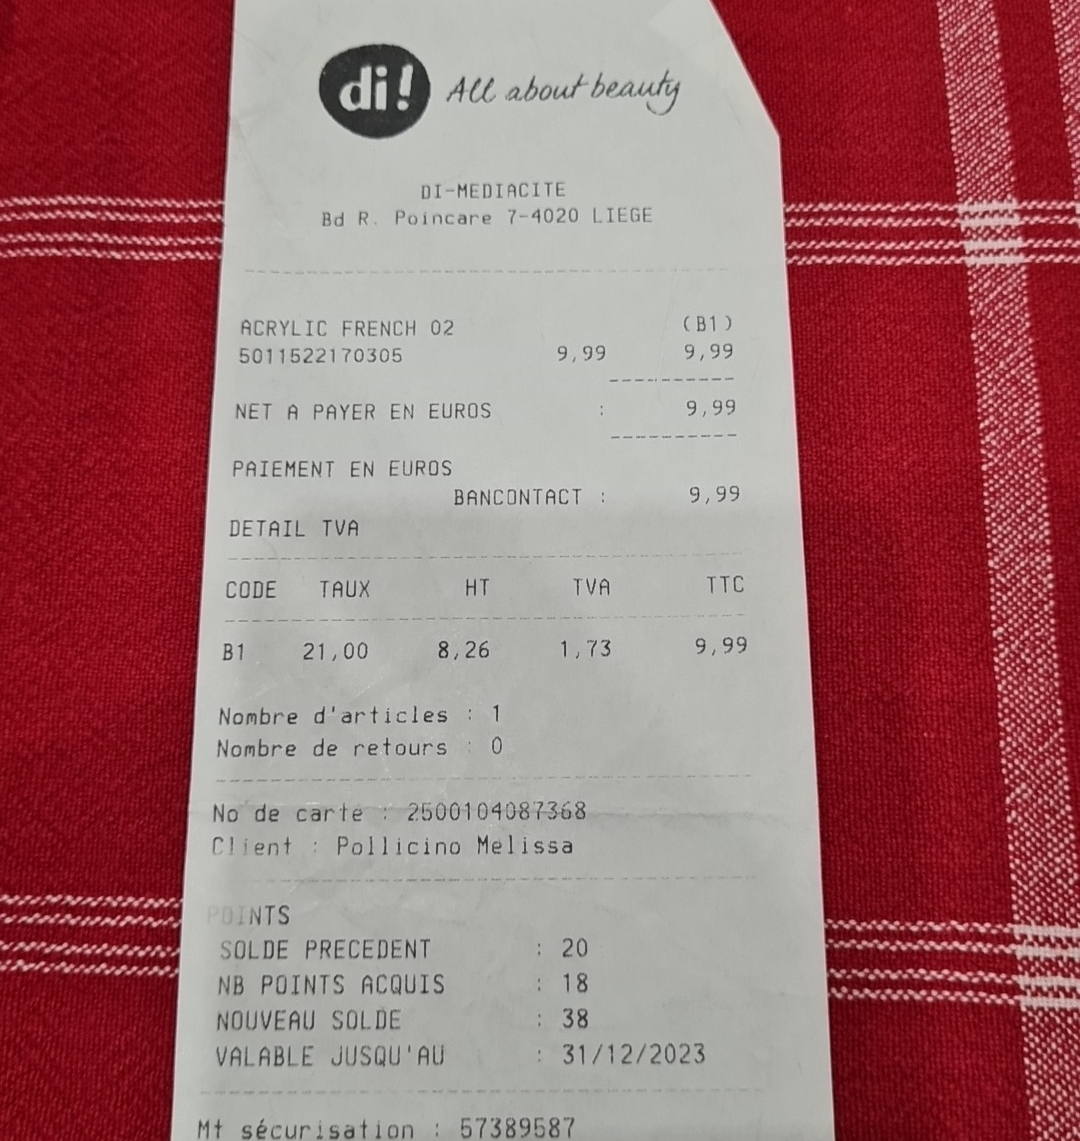 di! All about beauty
DI-MEDIACITE
Bd R. Poincare 7-4020 LIEGE
ACRYLIC FRENCH 02 (B1)
5011522170305 9,99 9,99
NET A PAYER EN EUROS : 9,99
PAIEMENT EN EUROS
BANCONTACT : 9,99
DETAIL TVA
CODE TAUX HT TVA TTC
B1 21,00 8,26 1,73 9,99
Nombre d'articles : 1
Nombre de retours : 0
No de carte : 2500104087368
Client : Pollicino Melissa
POINTS
SOLDE PRECEDENT : 20
NB POINTS ACQUIS : 18
NOUVEAU SOLDE : 38
VALABLE JUSQU'AU : 31/12/2023
Mt sécurisation : 57389587